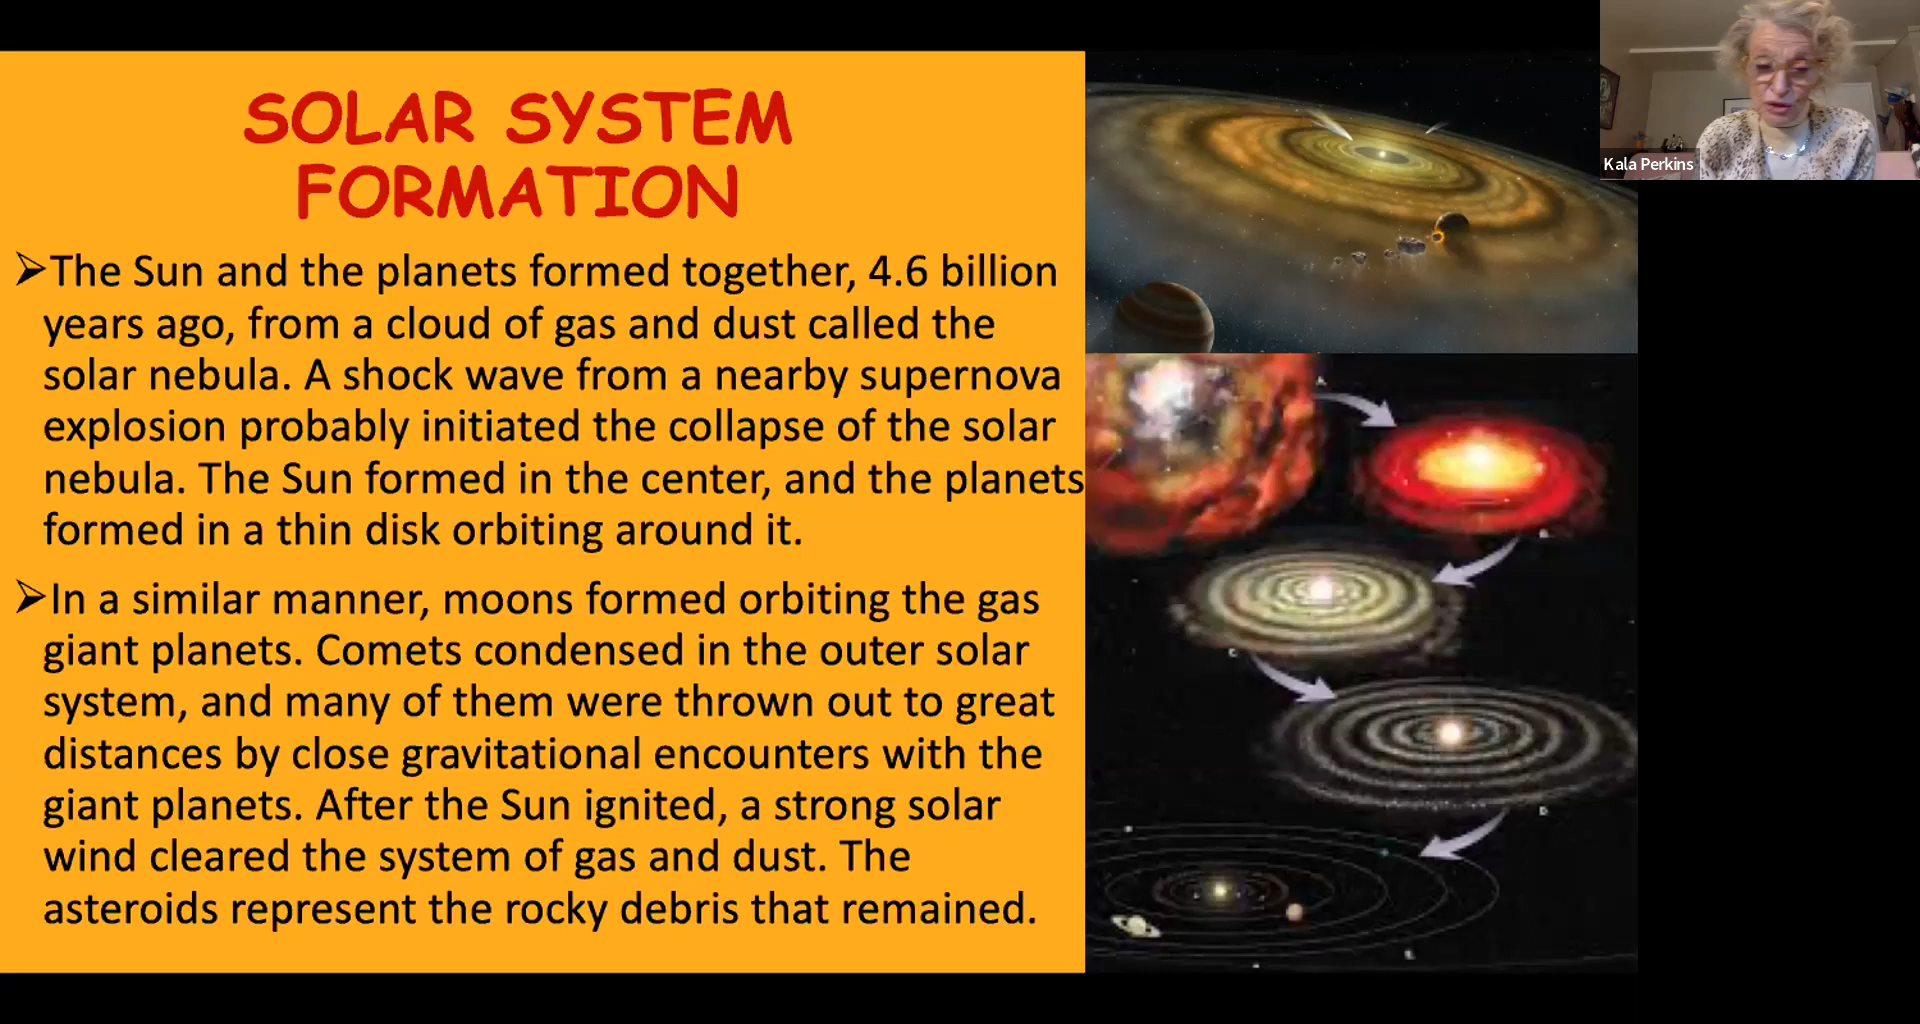 SOLAR SYSTEM
FORMATION
➢The Sun and the planets formed together, 4.6 billion
years ago, from a cloud of gas and dust called the
solar nebula. A shock wave from a nearby supernova
explosion probably initiated the collapse of the solar
nebula. The Sun formed in the center, and the planets
formed in a thin disk orbiting around it.
➢In a similar manner, moons formed orbiting the gas
giant planets. Comets condensed in the outer solar
system, and many of them were thrown out to great
distances by close gravitational encounters with the
giant planets. After the Sun ignited, a strong solar
wind cleared the system of gas and dust. The
asteroids represent the rocky debris that remained.
Kala Perkins